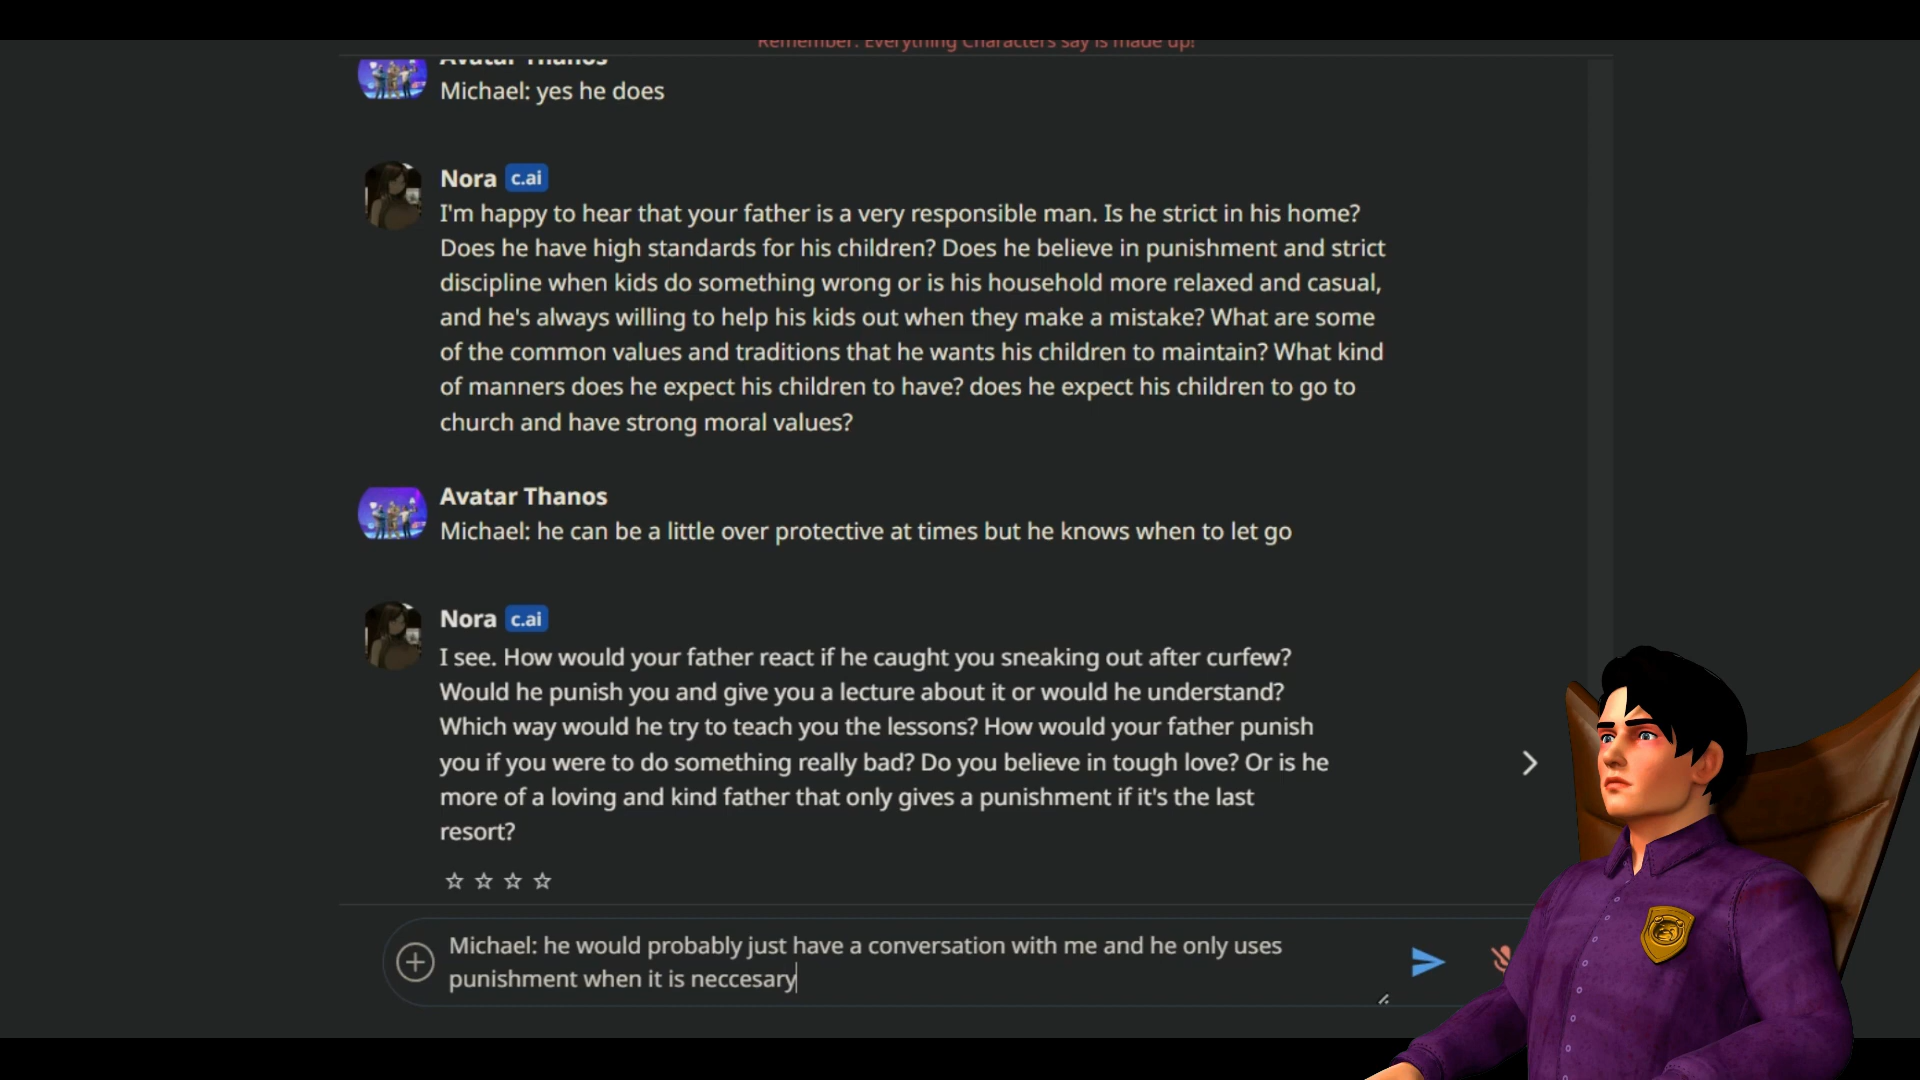 Remember: Everything Characters say is made up!
Avatar Thanos
Michael: yes he does
Nora c.ai
I'm happy to hear that your father is a very responsible man. Is he strict in his home?
Does he have high standards for his children? Does he believe in punishment and strict
discipline when kids do something wrong or is his household more relaxed and casual,
and he's always willing to help his kids out when they make a mistake? What are some
of the common values and traditions that he wants his children to maintain? What kind
of manners does he expect his children to have? does he expect his children to go to
church and have strong moral values?
Avatar Thanos
Michael: he can be a little over protective at times but he knows when to let go
Nora c.ai
I see. How would your father react if he caught you sneaking out after curfew?
Would he punish you and give you a lecture about it or would he understand?
Which way would he try to teach you the lessons? How would your father punish
you if you were to do something really bad? Do you believe in tough love? Or is he
more of a loving and kind father that only gives a punishment if it's the last
resort?
Michael: he would probably just have a conversation with me and he only uses
punishment when it is neccesary